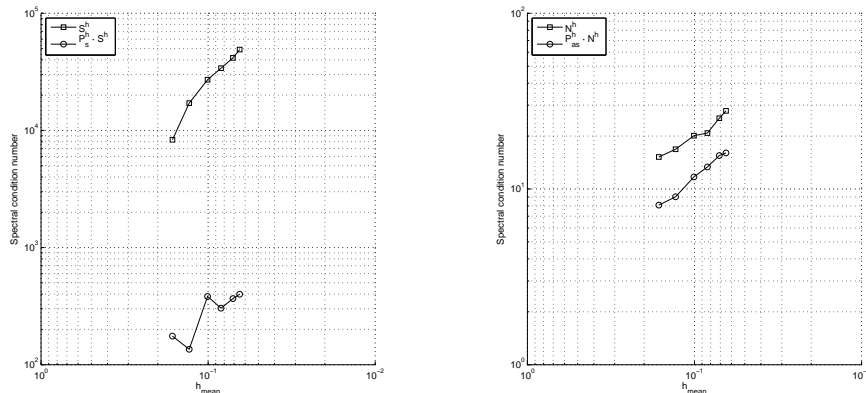 10^5
10^4
10^3
10^2
Spectral condition number
S^h
P_s^h · S^h
10^0
10^-1
10^-2
h_mean
10^2
10^1
10^0
Spectral condition number
N^h
P_as^h · N^h
10^0
10^-1
10^-
h_mean